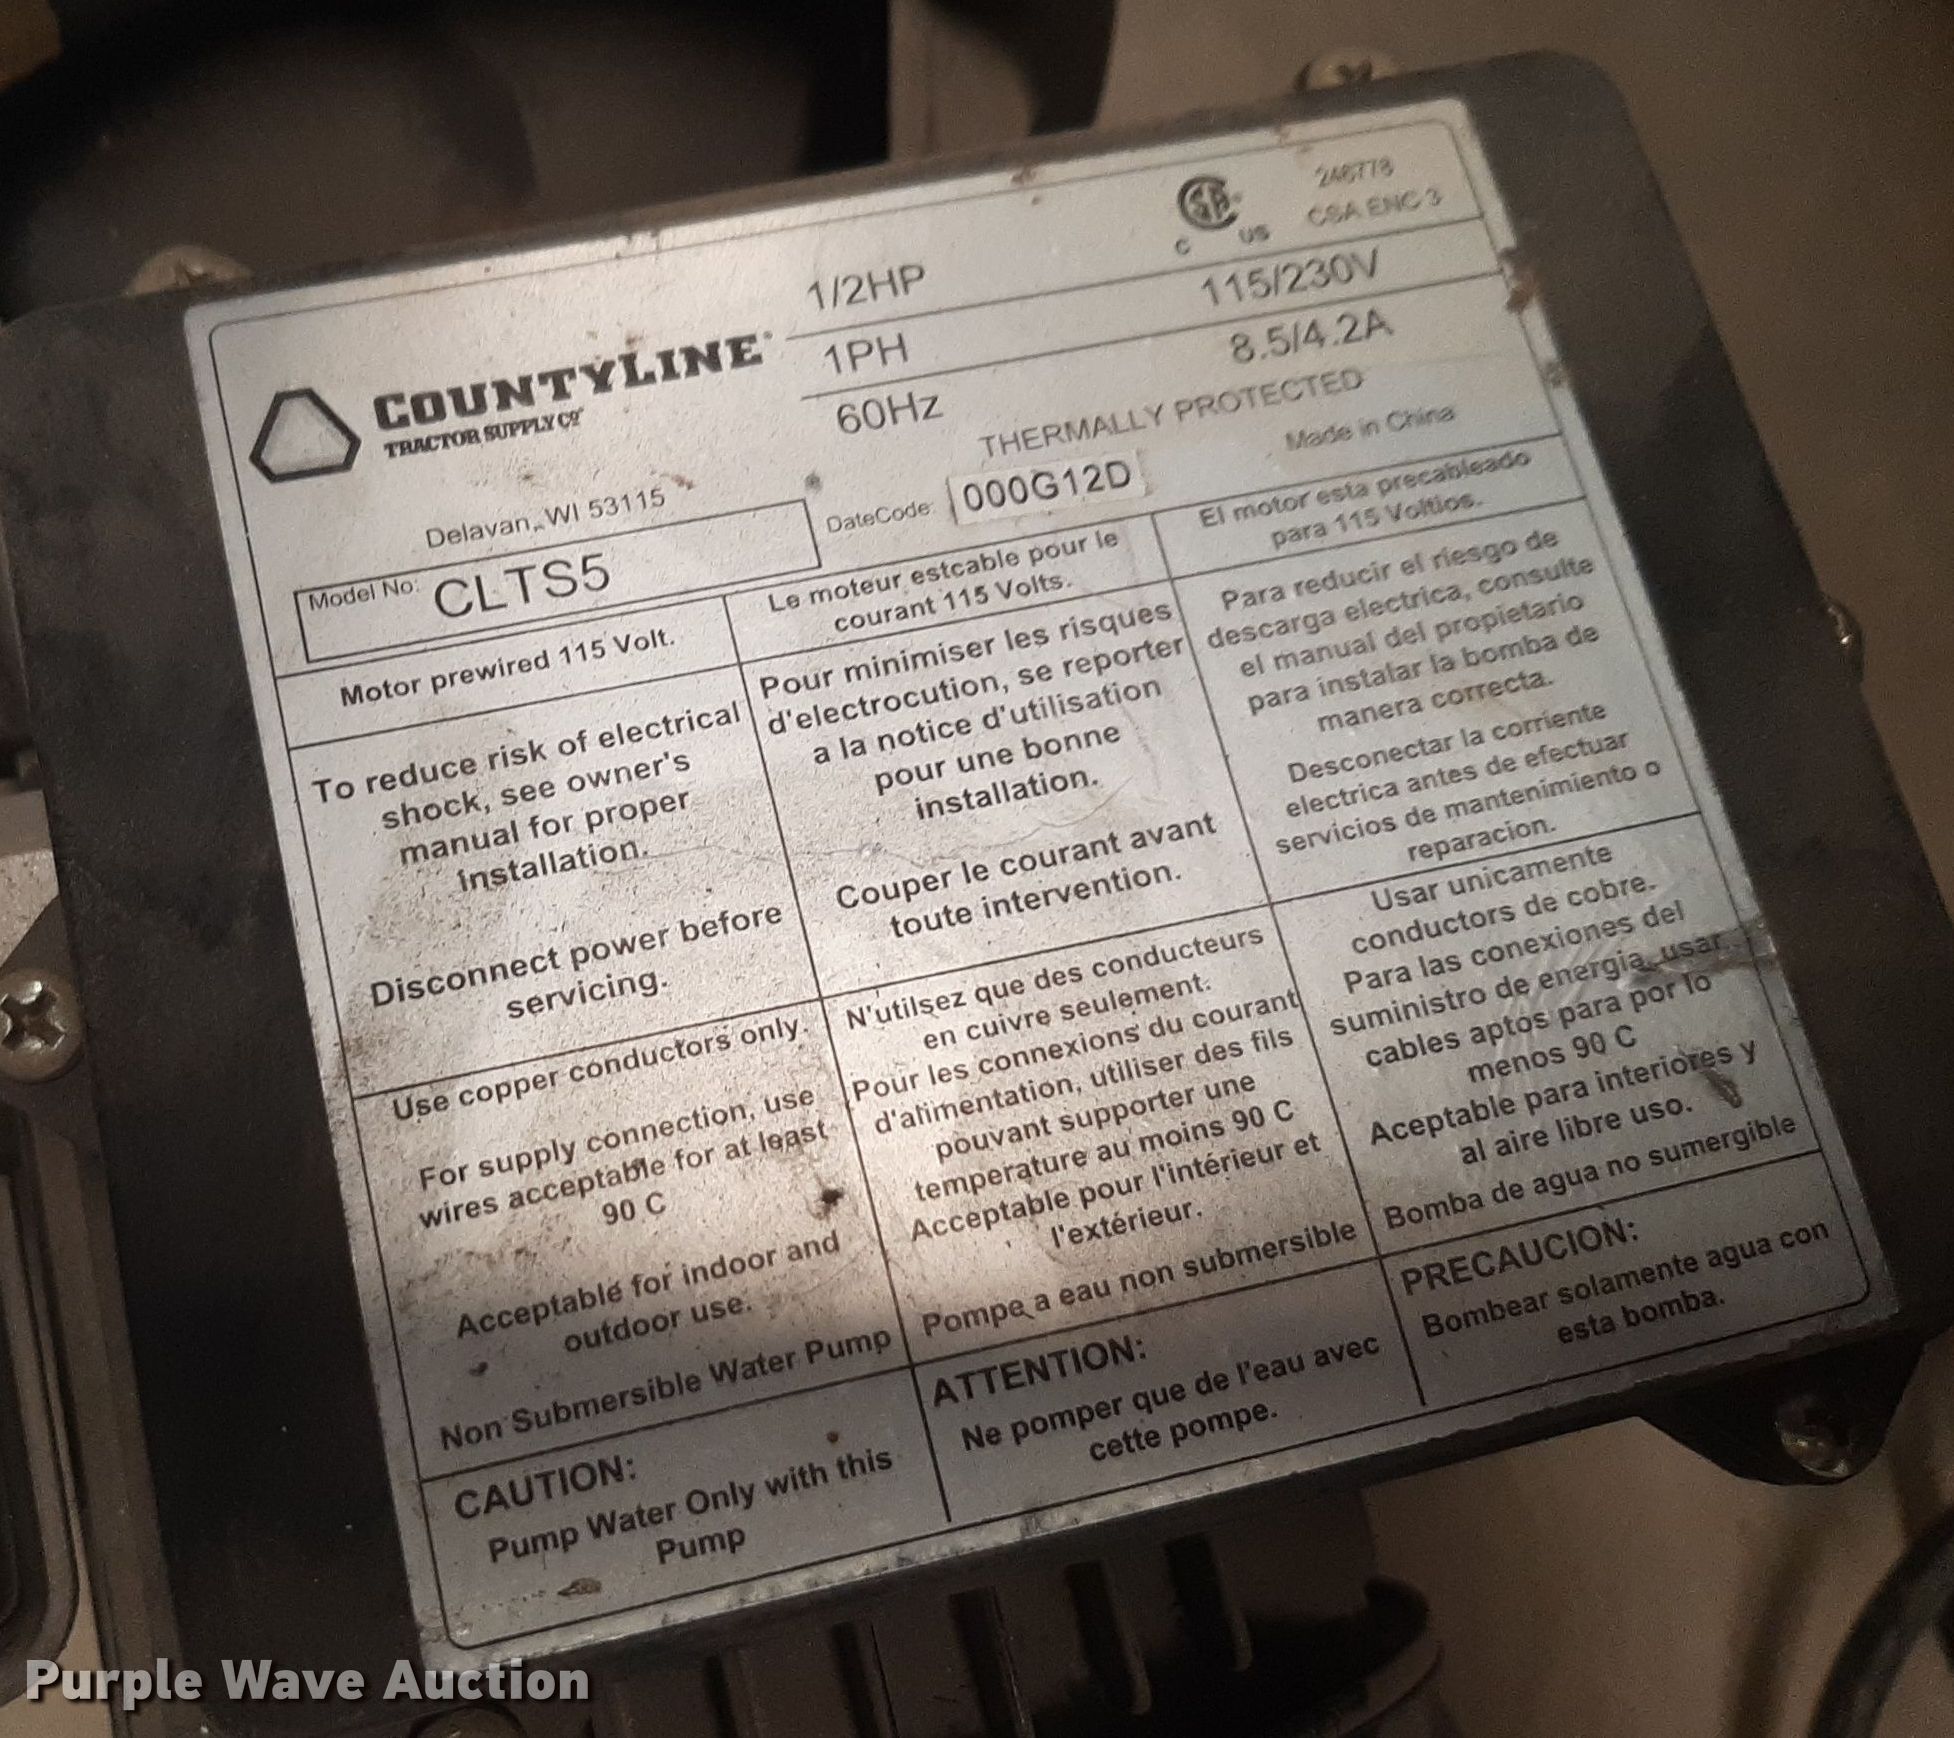 246778
CSA ENC 3
C US
COUNTYLINE
TRACTOR SUPPLY CO
Delavan, WI 53115
Model No: CLTS5
1/2HP
1PH 115/230V
60Hz 8.5/4.2A
THERMALLY PROTECTED
Made in China
DateCode: 000G12D
Motor prewired 115 Volt.
To reduce risk of electrical
shock, see owner's
manual for proper
installation.
Disconnect power before
servicing.
Use copper conductors only.
For supply connection, use
wires acceptable for at least
90 C
Acceptable for indoor and
outdoor use.
Non Submersible Water Pump
CAUTION:
Pump Water Only with this
Pump
Le moteur estcable pour le
courant 115 Volts.
Pour minimiser les risques
d'electrocution, se reporter
a la notice d'utilisation
pour une bonne
installation.
Couper le courant avant
toute intervention.
N'utilsez que des conducteurs
en cuivre seulement.
Pour les connexions du courant
d'alimentation, utiliser des fils
pouvant supporter une
temperature au moins 90 C
Acceptable pour l'intérieur et
l'extérieur.
Pompe a eau non submersible
ATTENTION:
Ne pomper que de l'eau avec
cette pompe.
El motor esta precableado
para 115 Voltios.
Para reducir el riesgo de
descarga electrica, consulte
el manual del propietario
para instalar la bomba de
manera correcta.
Desconectar la corriente
electrica antes de efectuar
servicios de mantenimiento o
reparacion.
Usar unicamente
conductors de cobre.
Para las conexiones del
suministro de energia, usar
cables aptos para por lo
menos 90 C
Aceptable para interiores y
al aire libre uso.
Bomba de agua no sumergible
PRECAUCION:
Bombear solamente agua con
esta bomba.
Purple Wave Auction